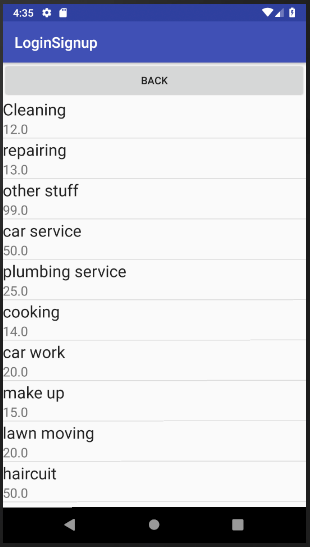 4:35
LoginSignup
BACK
Cleaning
12.0
repairing
13.0
other stuff
99.0
car service
50.0
plumbing service
25.0
cooking
14.0
car work
20.0
make up
15.0
lawn moving
20.0
haircuit
50.0